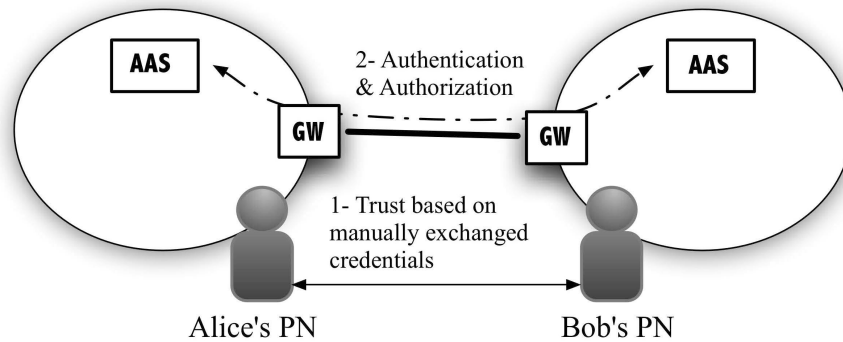 AAS
2- Authentication
& Authorization
AAS
GW
GW
1- Trust based on
manually exchanged
credentials
Alice's PN
Bob's PN